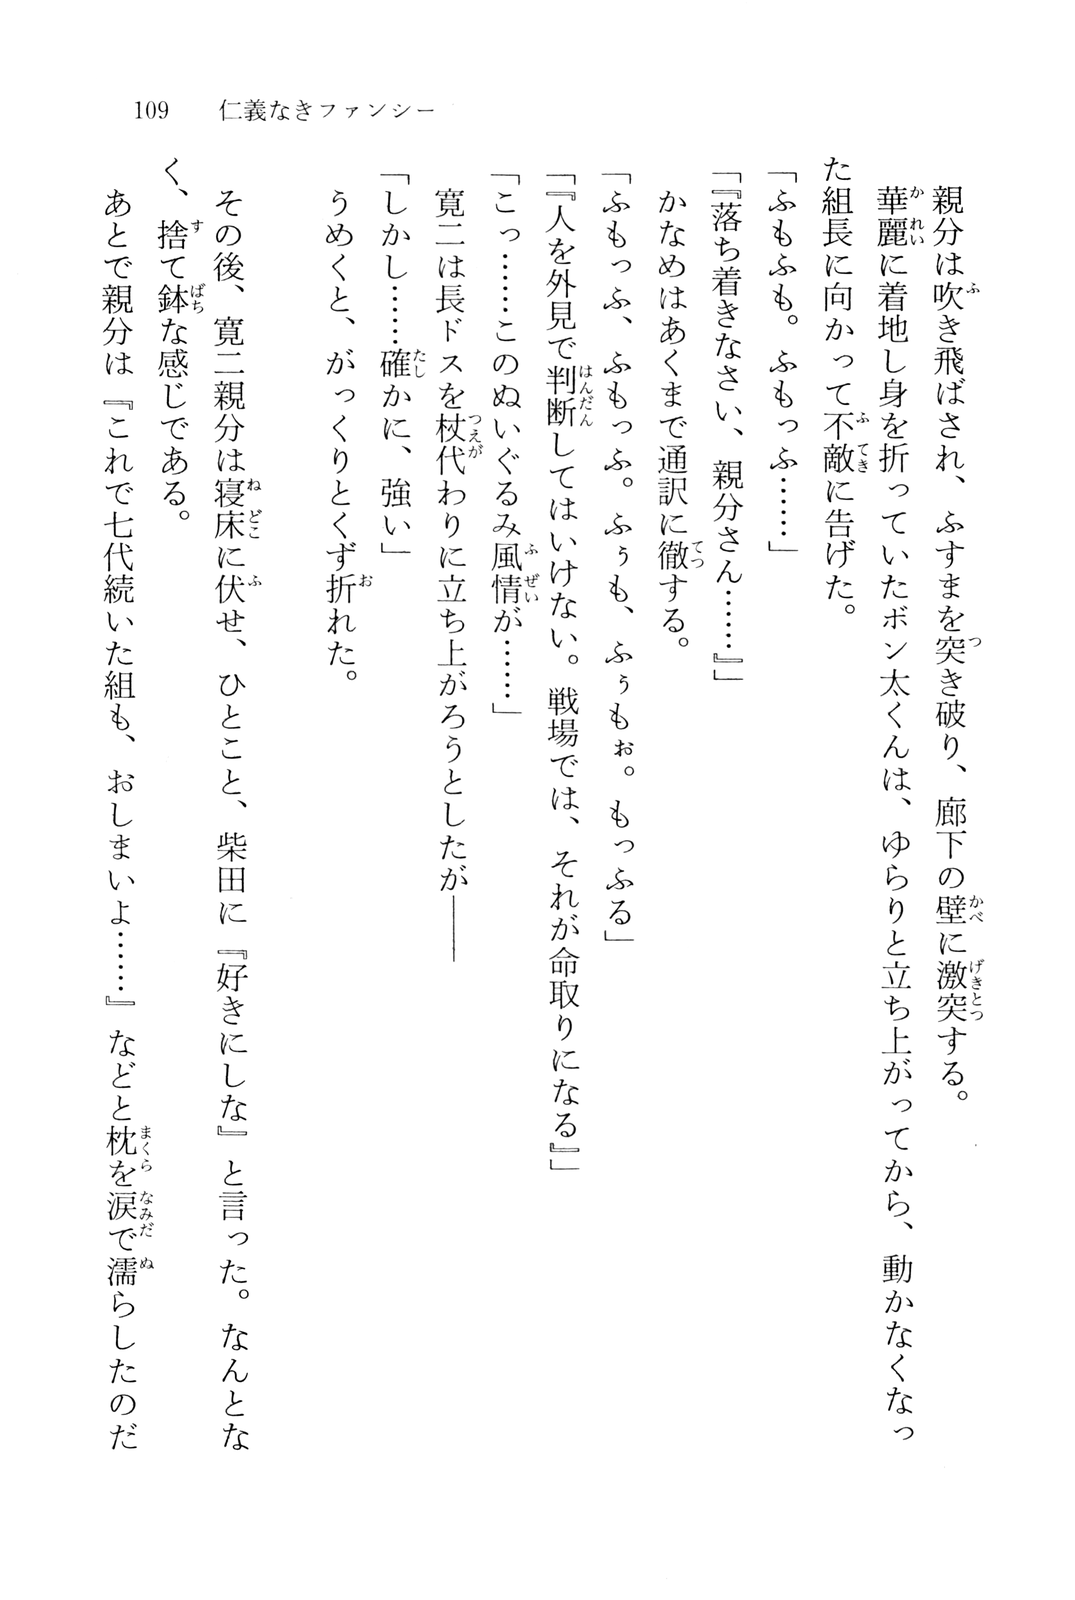 109　仁義なきファンシー
親分は吹き飛ばされ、ふすまを突き破り、廊下の壁に激突する。
華麗に着地し身を折っていたボン太くんは、ゆらりと立ち上がってから、動かなくなっ
た組長に向かって不敵に告げた。
「ふもふも。ふもっふ……」
「『落ち着きなさい、親分さん……』」
かなめはあくまで通訳に徹する。
「ふもっふ、ふもっふ。ふぅも、ふぅもぉ。もっふる」
「『人を外見で判断してはいけない。戦場では、それが命取りになる』」
「こっ……このぬいぐるみ風情が……」
寛二は長ドスを杖代わりに立ち上がろうとしたが――
「しかし……確かに、強い」
うめくと、がっくりとくず折れた。
その後、寛二親分は寝床に伏せ、ひとこと、柴田に『好きにしな』と言った。なんとな
く、捨て鉢な感じである。
あとで親分は『これで七代続いた組も、おしまいよ……』などと枕を涙で濡らしたのだ